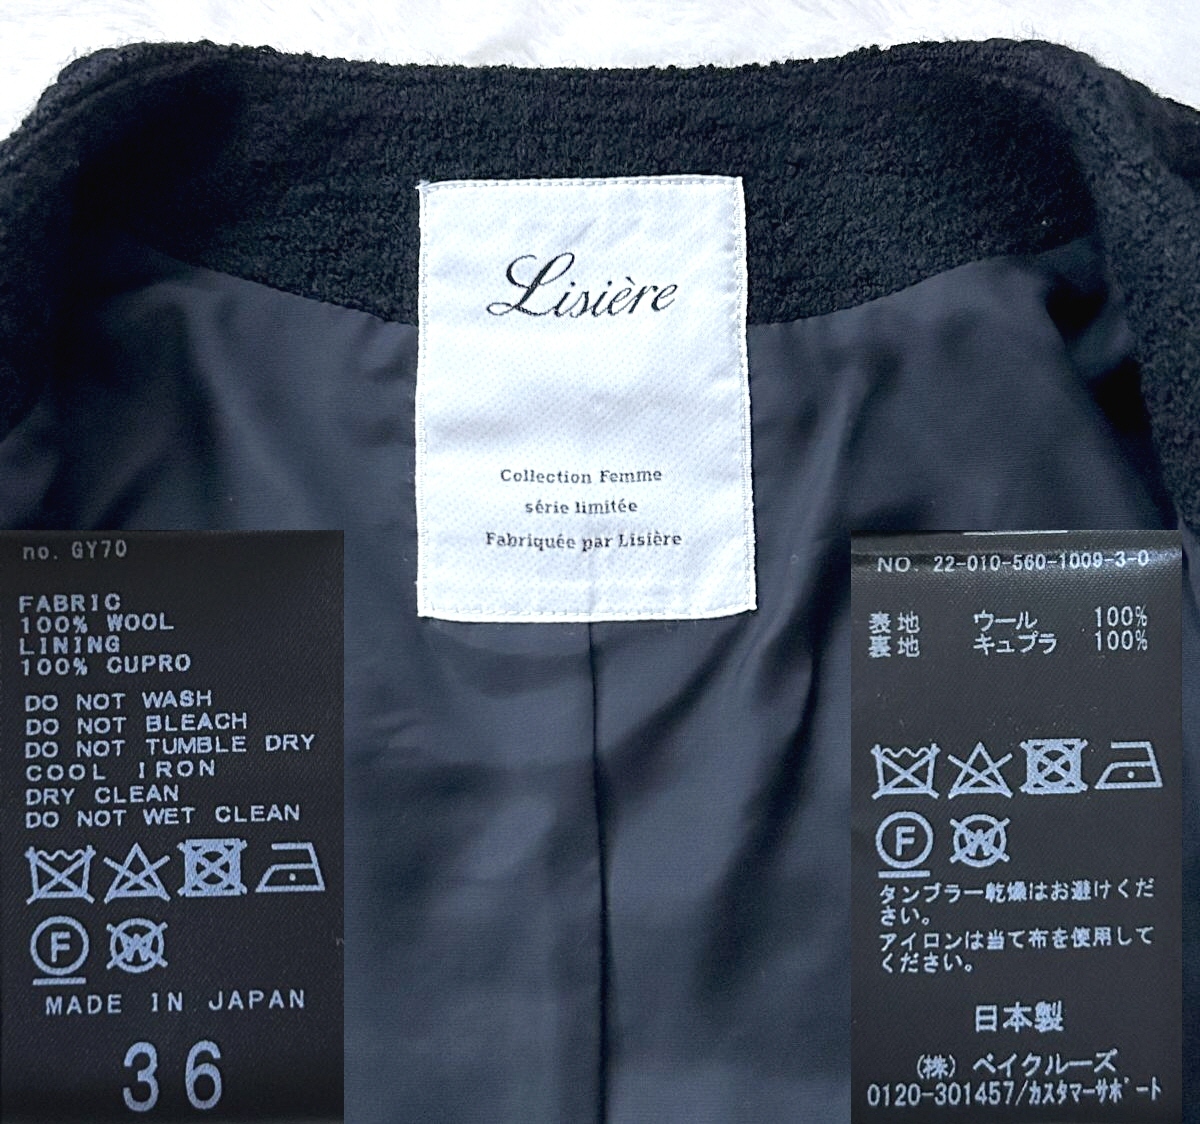 Lisière
Collection Femme
série limitée
Fabriquée par Lisière
no. GY70
FABRIC
100% WOOL
LINING
100% CUPRO
DO NOT WASH
DO NOT BLEACH
DO NOT TUMBLE DRY
COOL IRON
DRY CLEAN
DO NOT WET CLEAN
F W
MADE IN JAPAN
36
NO. 22-010-560-1009-3-0
表地 ウール 100%
裏地 キュプラ 100%
F W
タンブラー乾燥はお避けくだ
さい。
アイロンは当て布を使用して
ください。
日本製
(株) ベイクルーズ
0120-301457/カスタマーサポート